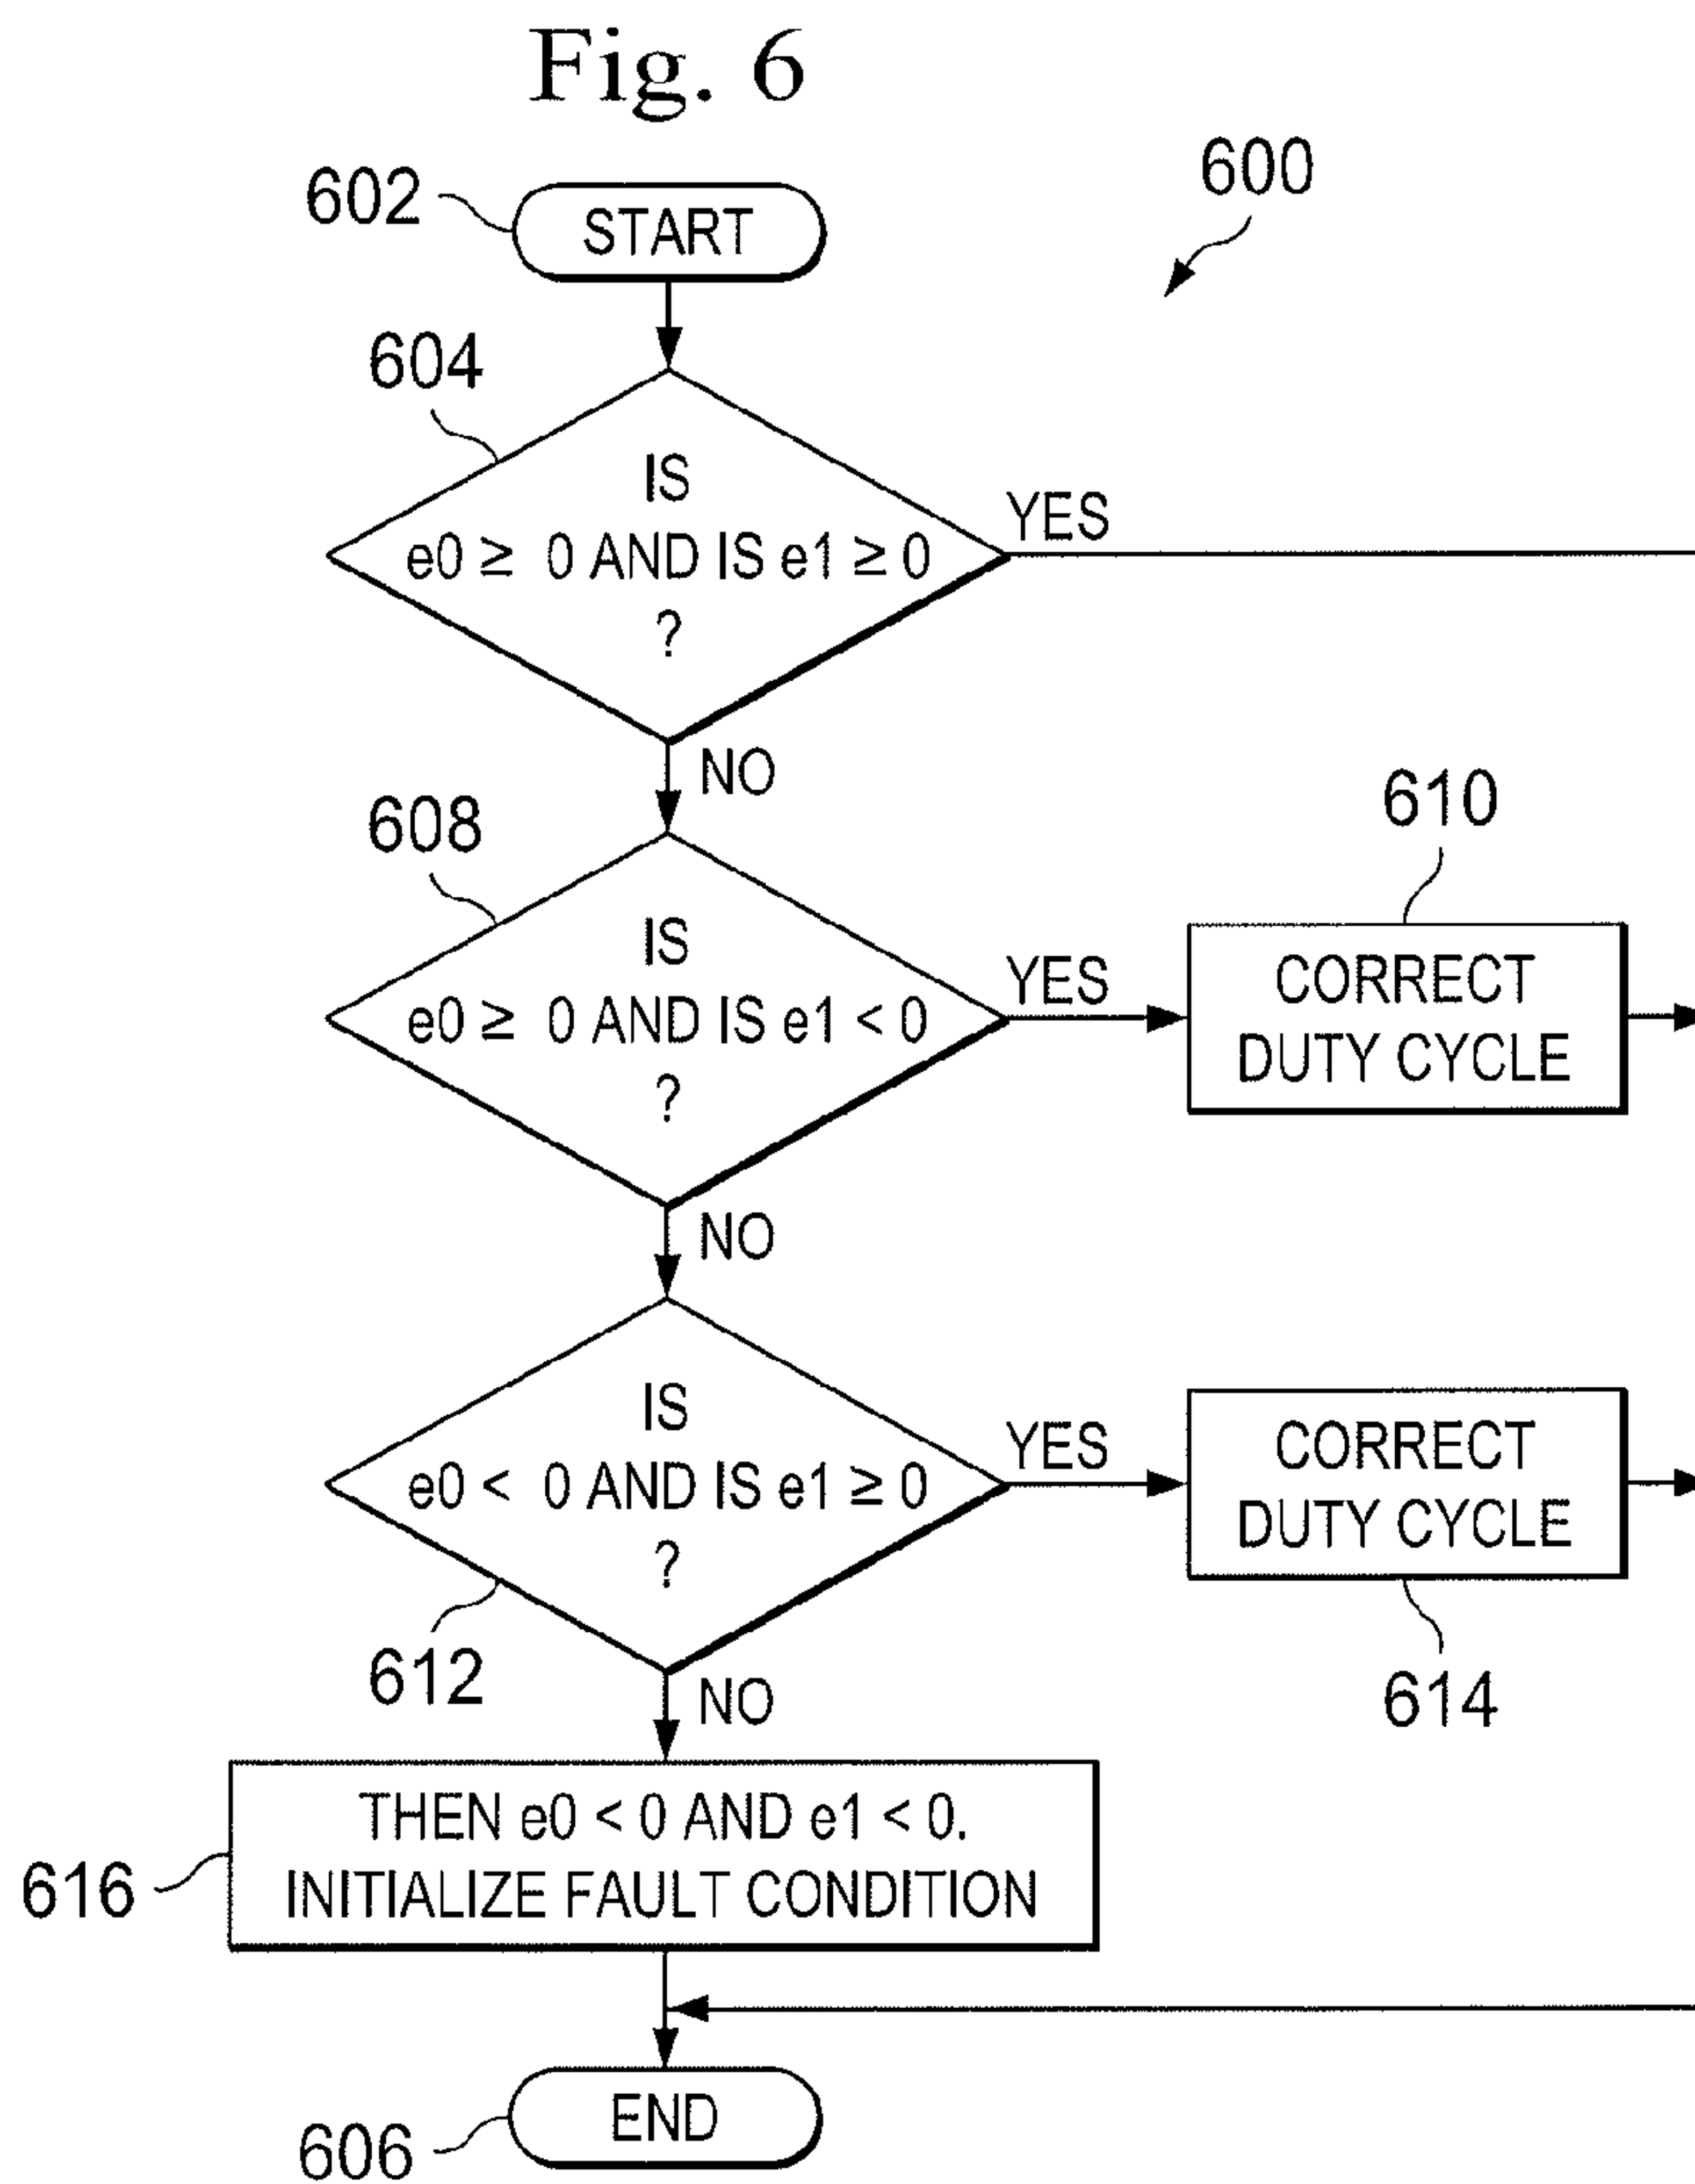 Fig. 6
600
602
START
604
IS
e0 ≥ 0 AND IS e1 ≥ 0
?
YES
NO
608
IS
e0 ≥ 0 AND IS e1 < 0
?
YES
610
CORRECT
DUTY CYCLE
NO
IS
e0 < 0 AND IS e1 ≥ 0
?
612
YES
CORRECT
DUTY CYCLE
614
NO
THEN e0 < 0 AND e1 < 0.
INITIALIZE FAULT CONDITION
616
END
606